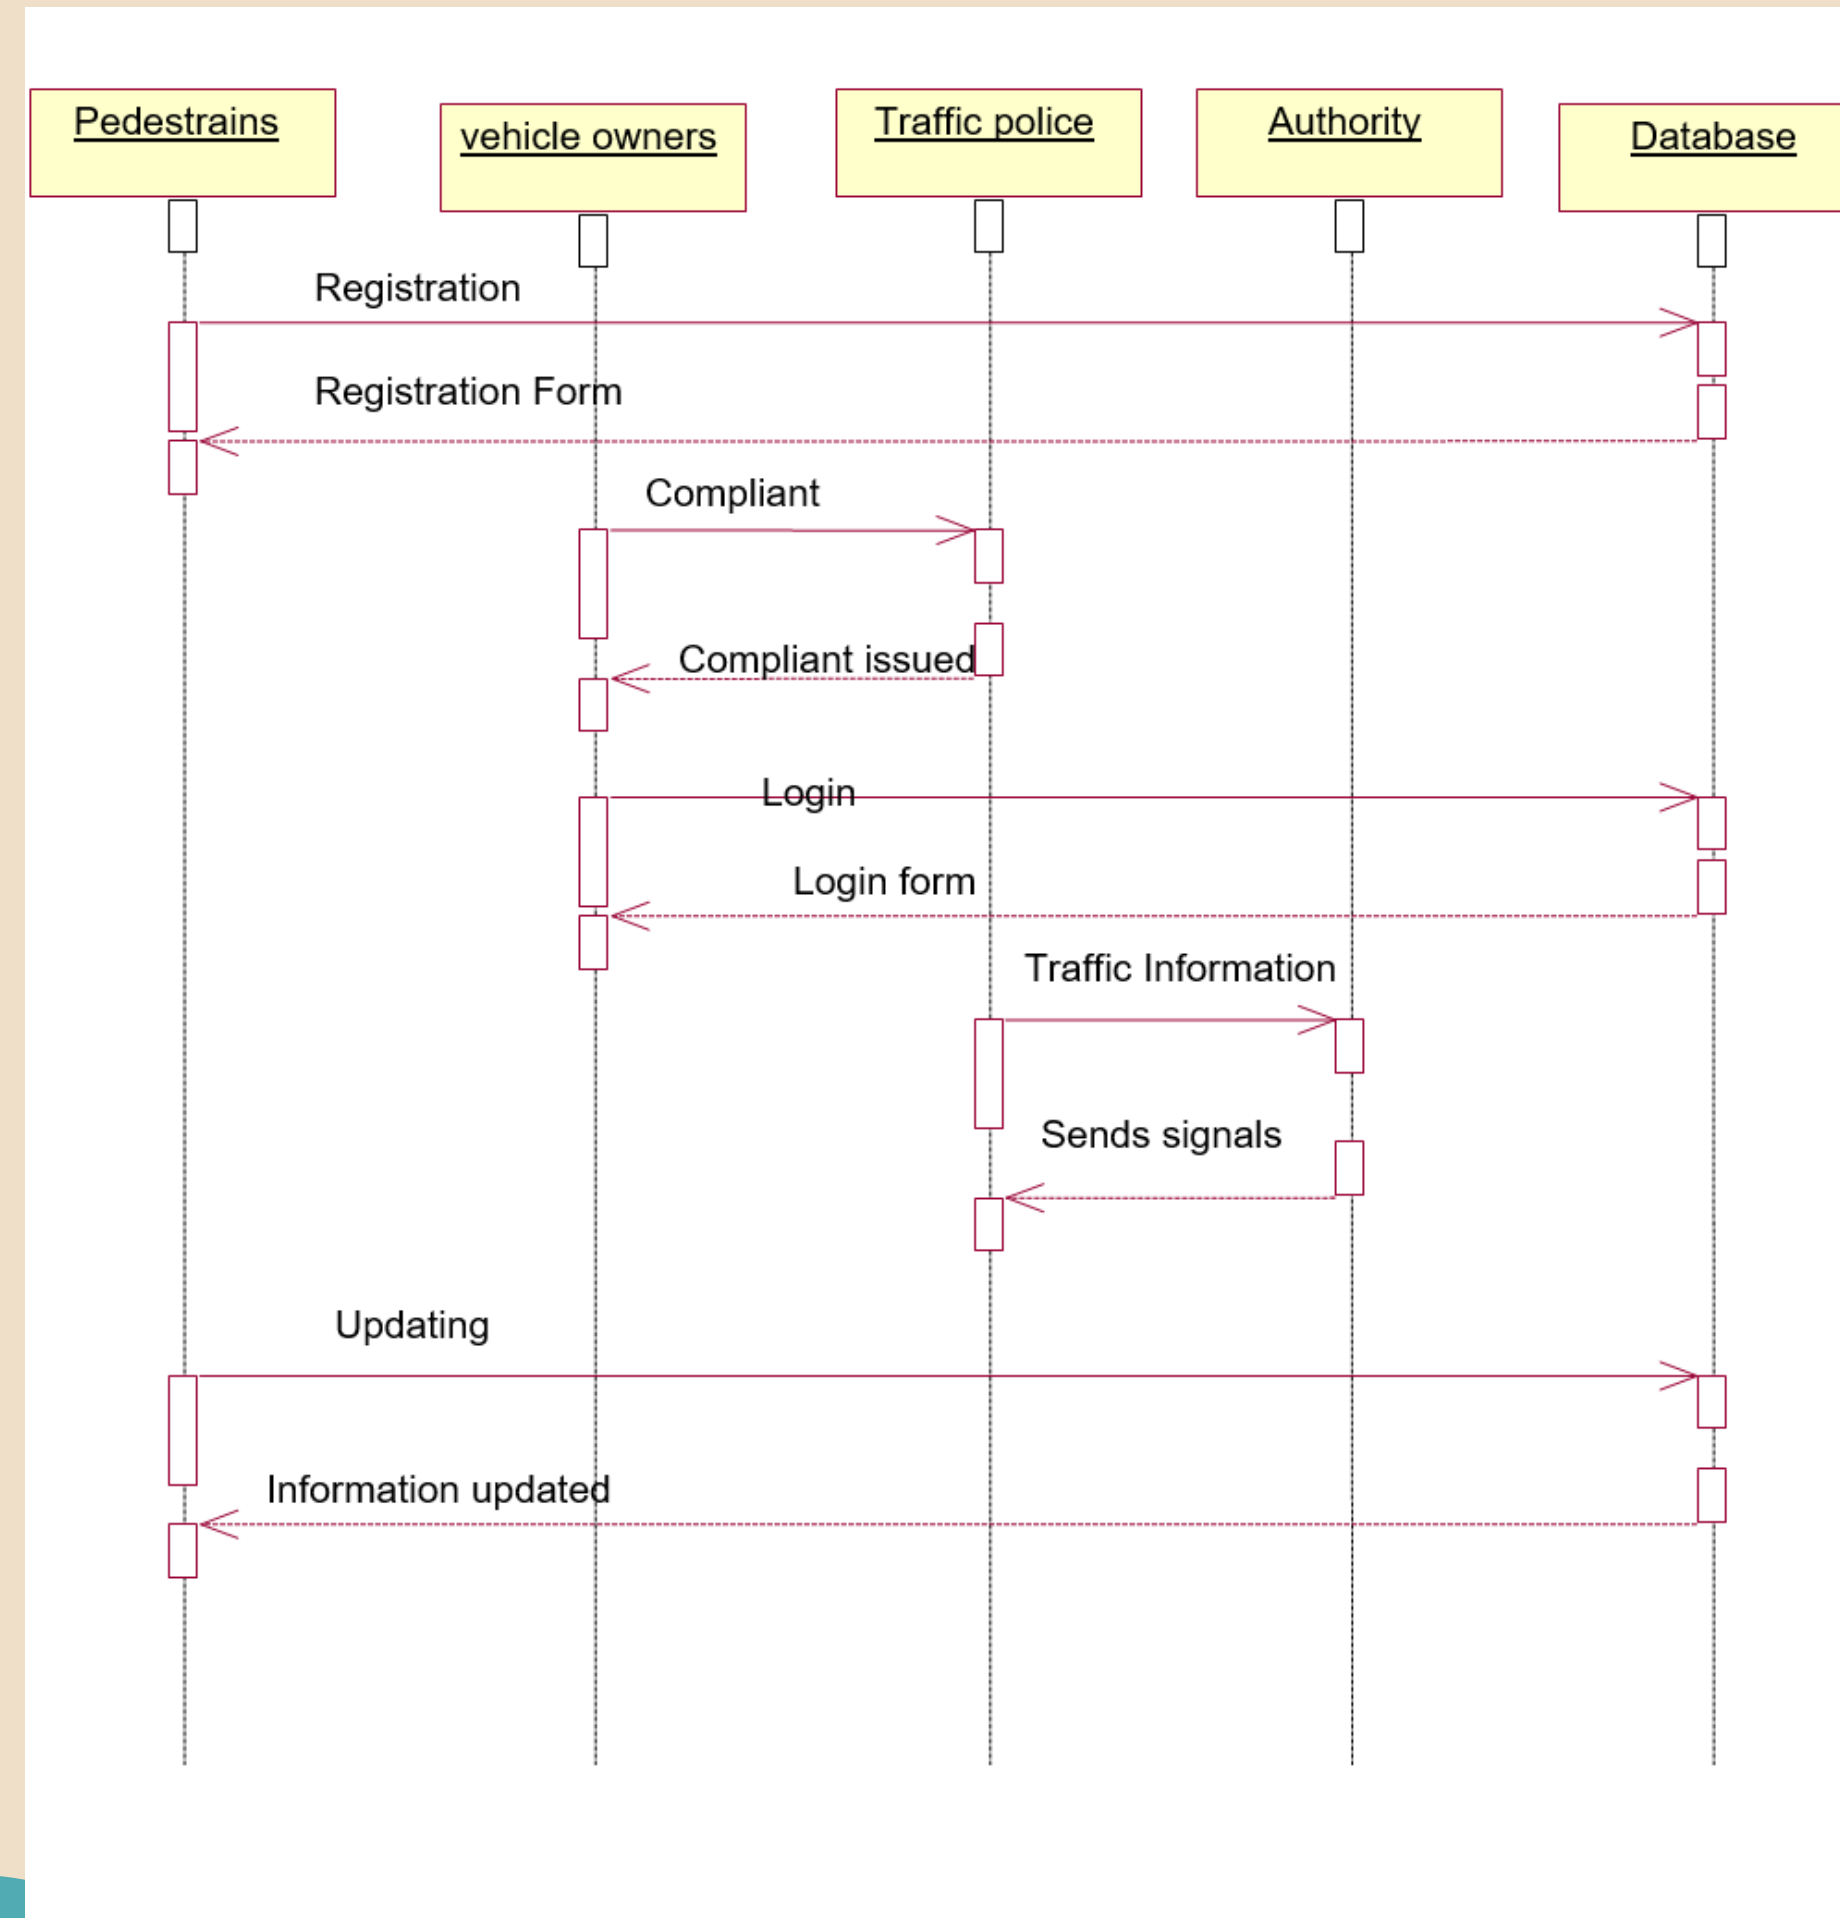 Pedestrains
vehicle owners
Traffic police
Authority
Database
Registration
Registration Form
Compliant
Compliant issued
Login
Login form
Traffic Information
Sends signals
Updating
Information updated